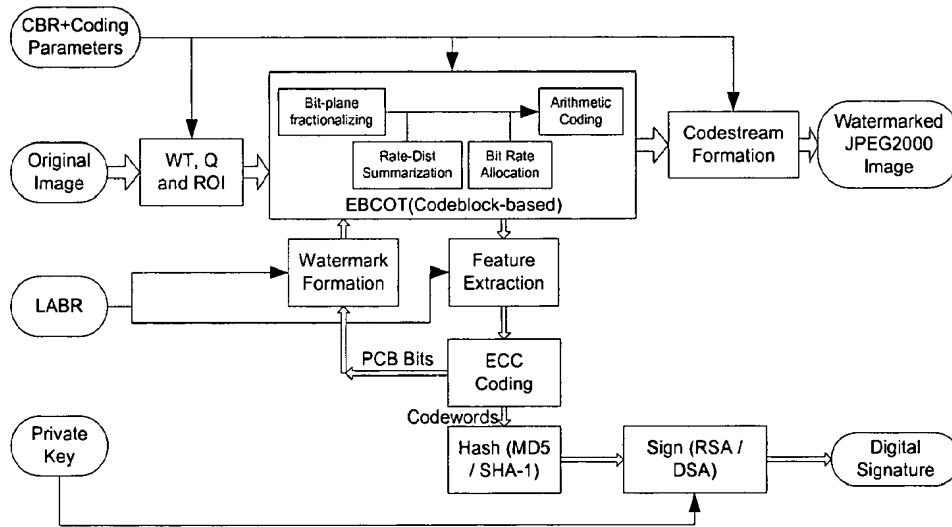 CBR+Coding
Parameters
Bit-plane
fractionalizing
Arithmetic
Coding
Rate-Dist
Summarization
Bit Rate
Allocation
EBCOT(Codeblock-based)
Original
Image
WT, Q
and ROI
Codestream
Formation
Watermarked
JPEG2000
Image
Watermark
Formation
Feature
Extraction
LABR
PCB Bits
ECC
Coding
Codewords
Private
Key
Hash (MD5
/ SHA-1)
Sign (RSA /
DSA)
Digital
Signature